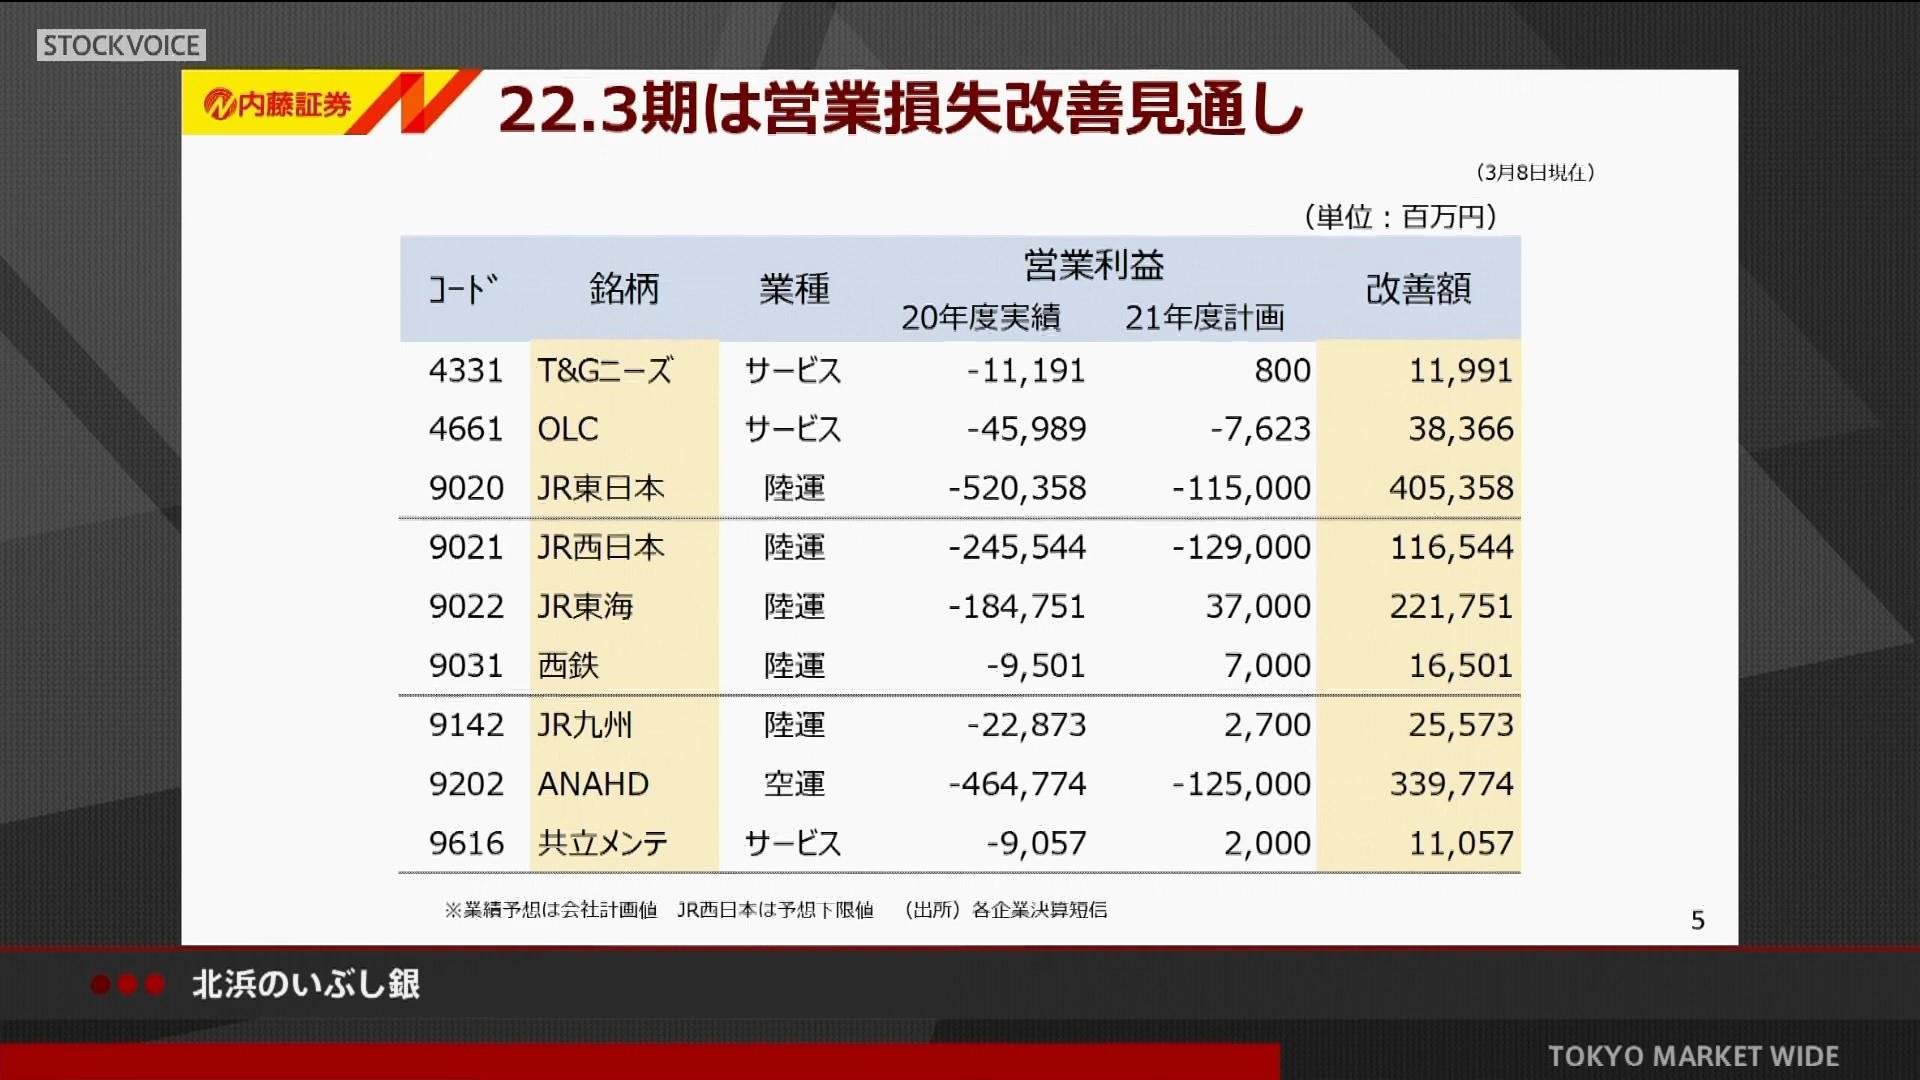 STOCKVOICE
内藤証券
22.3期は営業損失改善見通し
（3月8日現在）
（単位：百万円）
ｺｰﾄﾞ 銘柄 業種 営業利益 改善額
20年度実績 21年度計画
4331 T&Gニーズ サービス -11,191 800 11,991
4661 OLC サービス -45,989 -7,623 38,366
9020 JR東日本 陸運 -520,358 -115,000 405,358
9021 JR西日本 陸運 -245,544 -129,000 116,544
9022 JR東海 陸運 -184,751 37,000 221,751
9031 西鉄 陸運 -9,501 7,000 16,501
9142 JR九州 陸運 -22,873 2,700 25,573
9202 ANAHD 空運 -464,774 -125,000 339,774
9616 共立メンテ サービス -9,057 2,000 11,057
※業績予想は会社計画値　JR西日本は予想下限値　（出所）各企業決算短信
5
北浜のいぶし銀
TOKYO MARKET WIDE